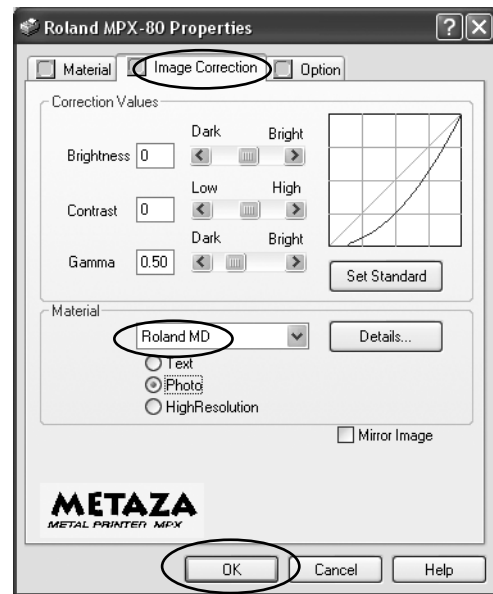 Roland MPX-80 Properties
Material Image Correction Option
Correction Values
Dark Bright
Brightness 0
Low High
Contrast 0
Dark Bright
Gamma 0.50
Set Standard
Material
Roland MD Details...
Text
Photo
HighResolution
Mirror Image
METAZA
METAL PRINTER MPX
OK Cancel Help